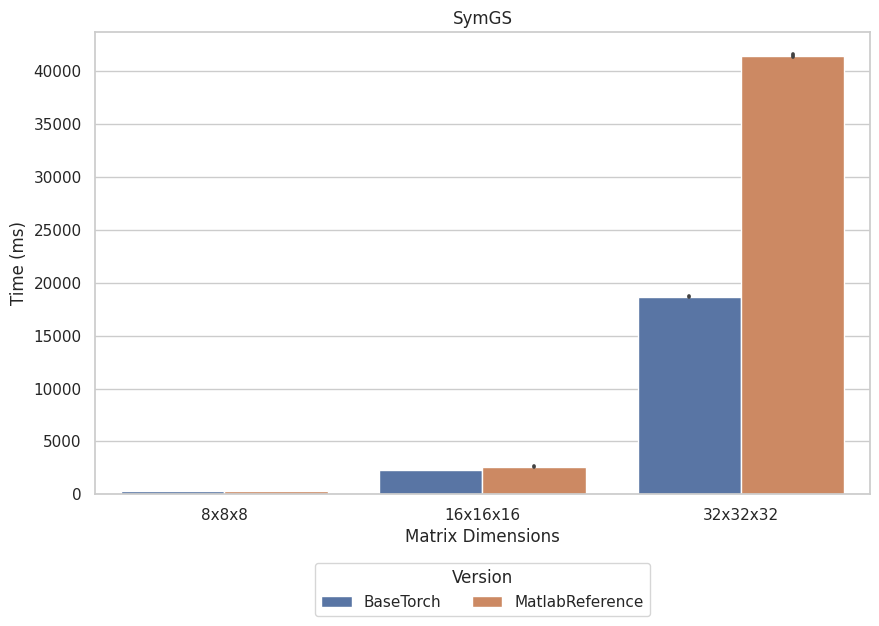 SymGS
Time (ms)
40000
35000
30000
25000
20000
15000
10000
5000
0
8x8x8 16x16x16 32x32x32
Matrix Dimensions
Version
BaseTorch MatlabReference